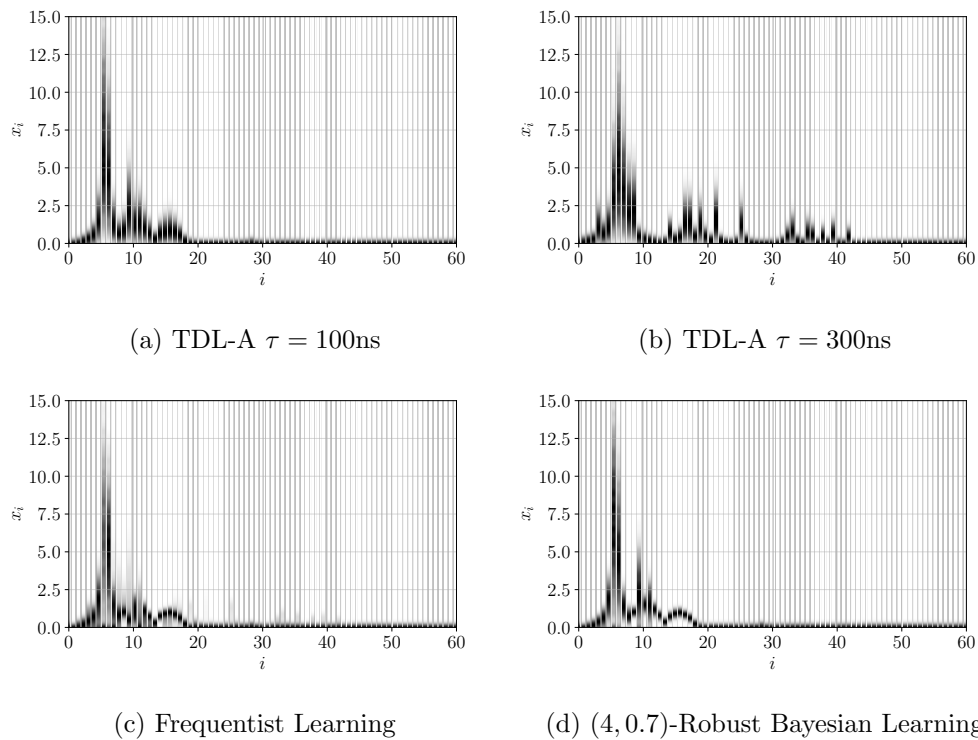 15.0
12.5
10.0
7.5
5.0
2.5
0.0
x_i
0 10 20 30 40 50 60
i
(a) TDL-A τ = 100ns
15.0
12.5
10.0
7.5
5.0
2.5
0.0
x_i
0 10 20 30 40 50 60
i
(b) TDL-A τ = 300ns
15.0
12.5
10.0
7.5
5.0
2.5
0.0
x_i
0 10 20 30 40 50 60
i
(c) Frequentist Learning
15.0
12.5
10.0
7.5
5.0
2.5
0.0
x_i
0 10 20 30 40 50 60
i
(d) (4, 0.7)-Robust Bayesian Learning